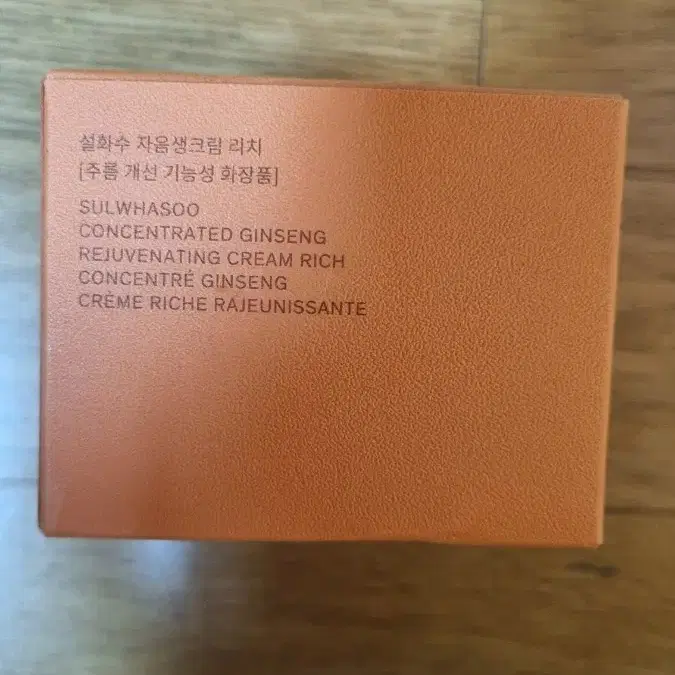 설화수 자음생크림 리치
[주름 개선 기능성 화장품]
SULWHASOO
CONCENTRATED GINSENG
REJUVENATING CREAM RICH
CONCENTRÉ GINSENG
CRÈME RICHE RAJEUNISSANTE